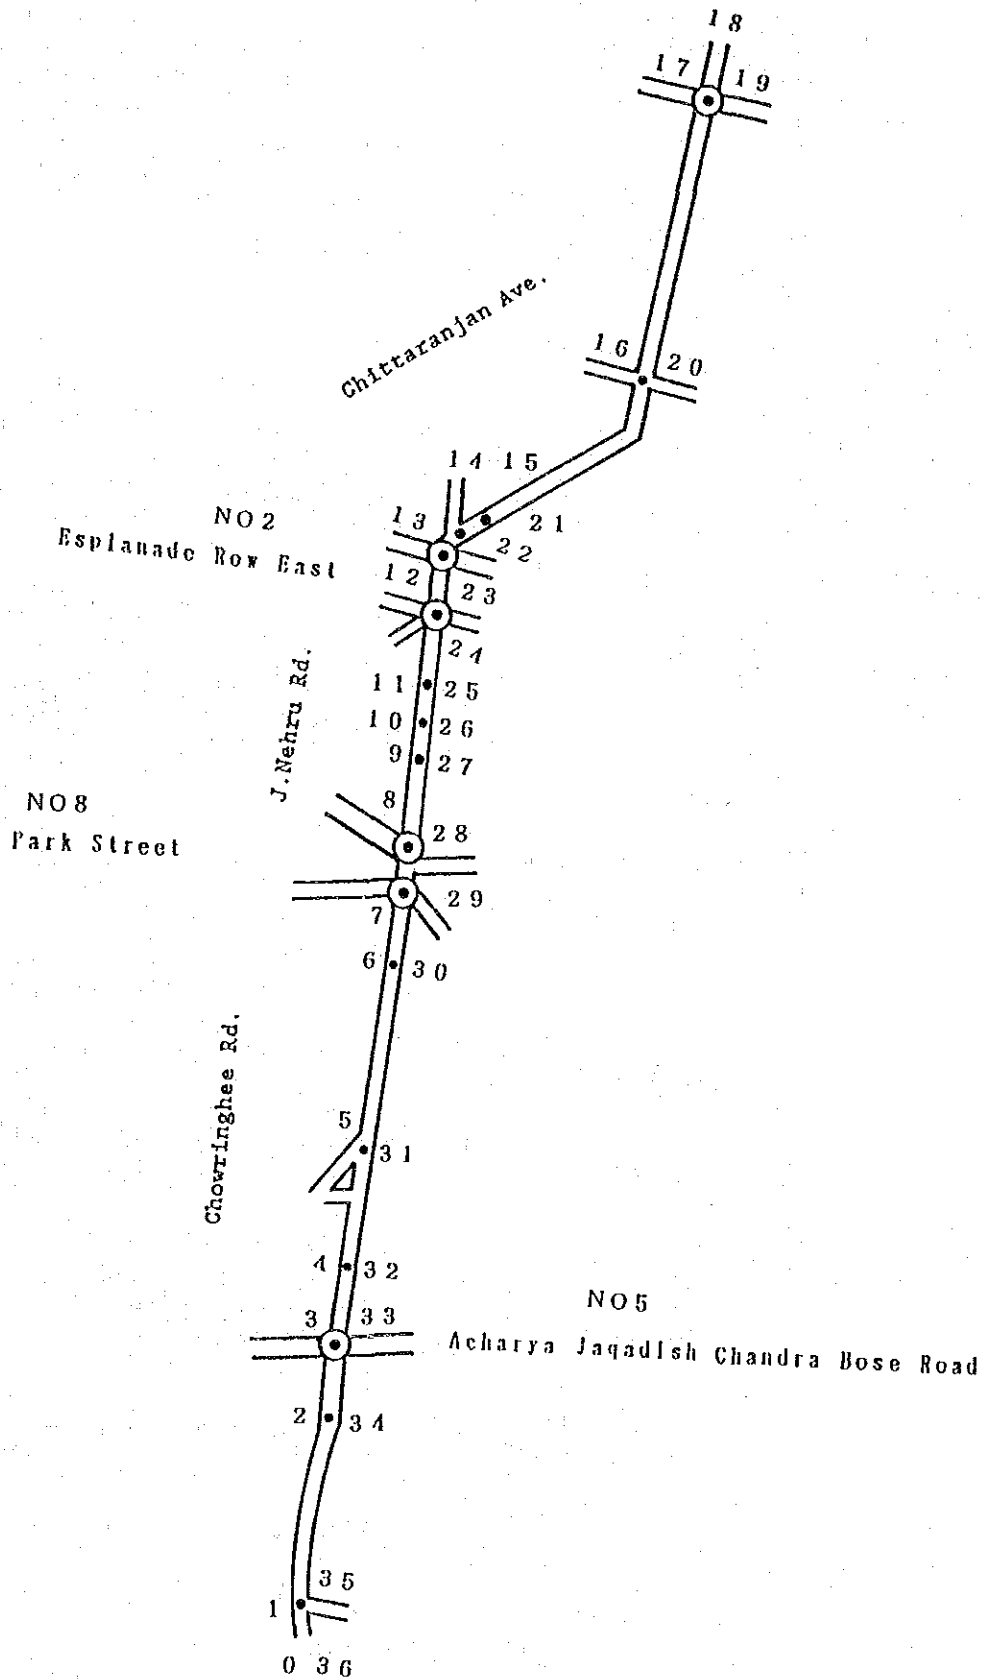 18
17 19
Chittaranjan Ave.
16 20
14 15
NO2
13 21
Esplanade Row East
22
12 23
24
J.Nehru Rd.
11 25
10 26
9 27
8
NO8
28
Park Street
29
7
6 30
Chowringhee Rd.
5
31
4 32
NO5
3 33
Acharya Jaqadish Chandra Bose Road
2 34
35
1
0 36